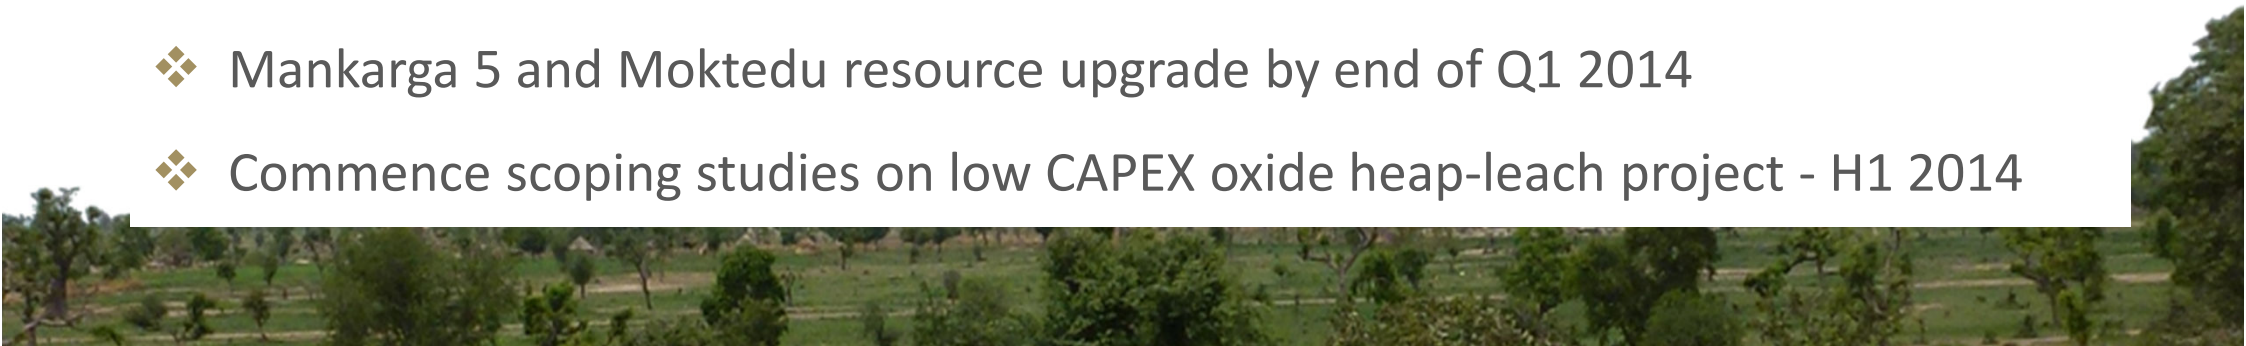 ❖ Mankarga 5 and Moktedu resource upgrade by end of Q1 2014
❖ Commence scoping studies on low CAPEX oxide heap-leach project - H1 2014